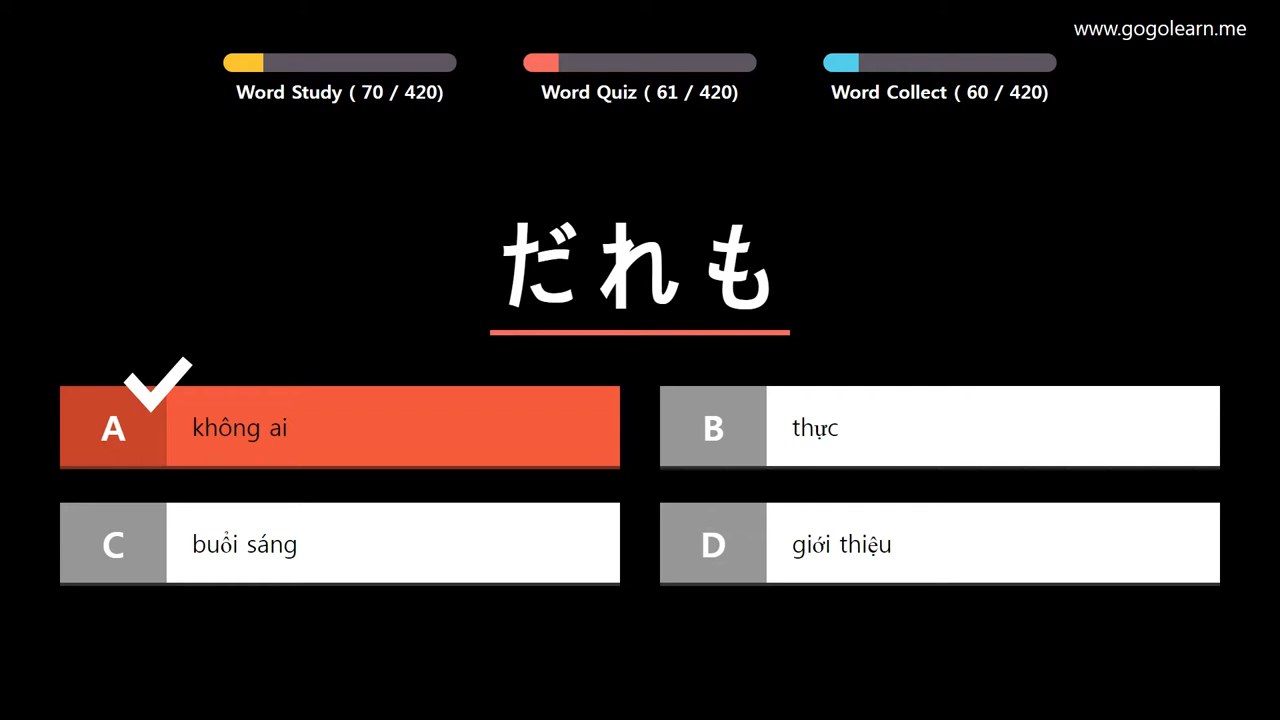 www.gogolearn.me
Word Study ( 70 / 420)
Word Quiz ( 61 / 420)
Word Collect ( 60 / 420)
だれも
A không ai
B thực
C buổi sáng
D giới thiệu